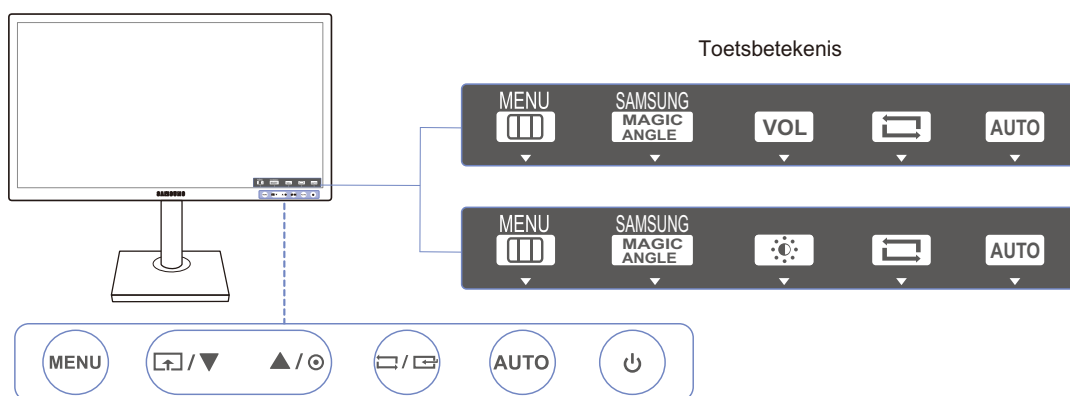 Toetsbetekenis
MENU SAMSUNG
MAGIC
ANGLE VOL AUTO
MENU SAMSUNG
MAGIC
ANGLE AUTO
SAMSUNG
MENU / / / AUTO